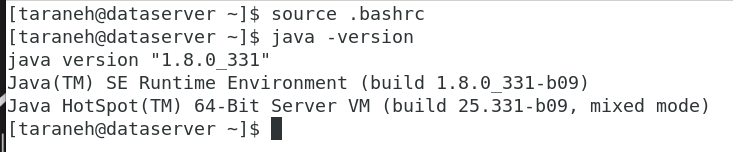 [taraneh@dataserver ~]$ source .bashrc
[taraneh@dataserver ~]$ java -version
java version "1.8.0_331"
Java(TM) SE Runtime Environment (build 1.8.0_331-b09)
Java HotSpot(TM) 64-Bit Server VM (build 25.331-b09, mixed mode)
[taraneh@dataserver ~]$